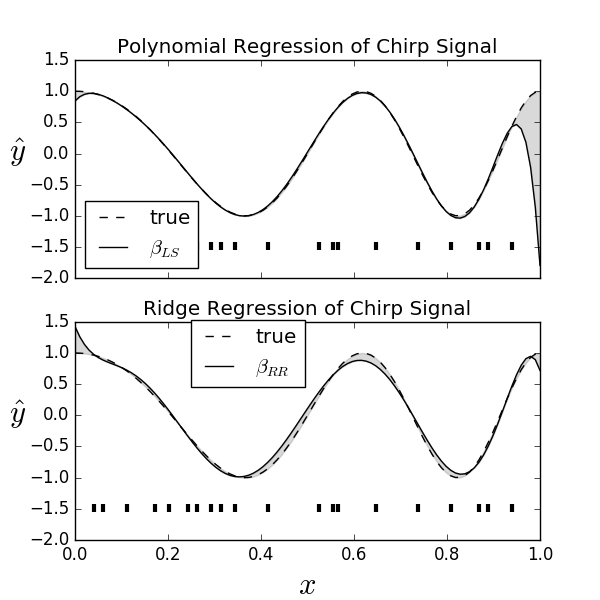 Polynomial Regression of Chirp Signal
1.5
1.0
0.5
0.0
−0.5
−1.0
−1.5
−2.0
ŷ
true
β_LS
Ridge Regression of Chirp Signal
1.5
1.0
0.5
0.0
−0.5
−1.0
−1.5
−2.0
ŷ
true
β_RR
0.0 0.2 0.4 0.6 0.8 1.0
x